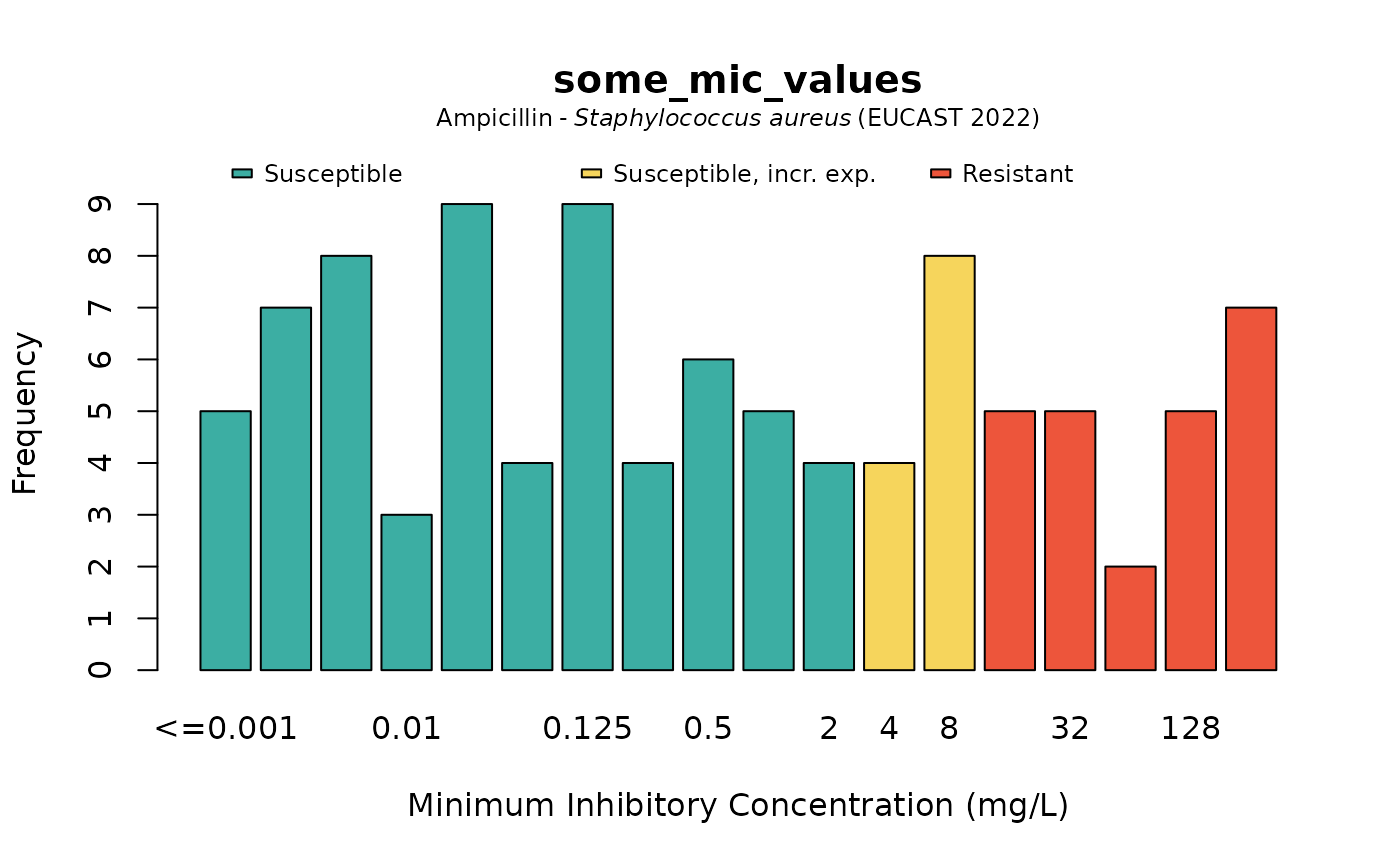 some_mic_values
Ampicillin - Staphylococcus aureus (EUCAST 2022)
Susceptible Susceptible, incr. exp. Resistant
Frequency
9
8
7
6
5
4
3
2
1
0
<=0.001 0.01 0.125 0.5 2 4 8 32 128
Minimum Inhibitory Concentration (mg/L)